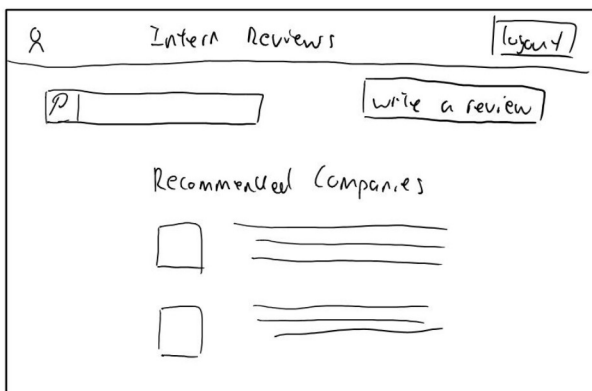 Intern Reviews
logout
write a review
Recommended Companies